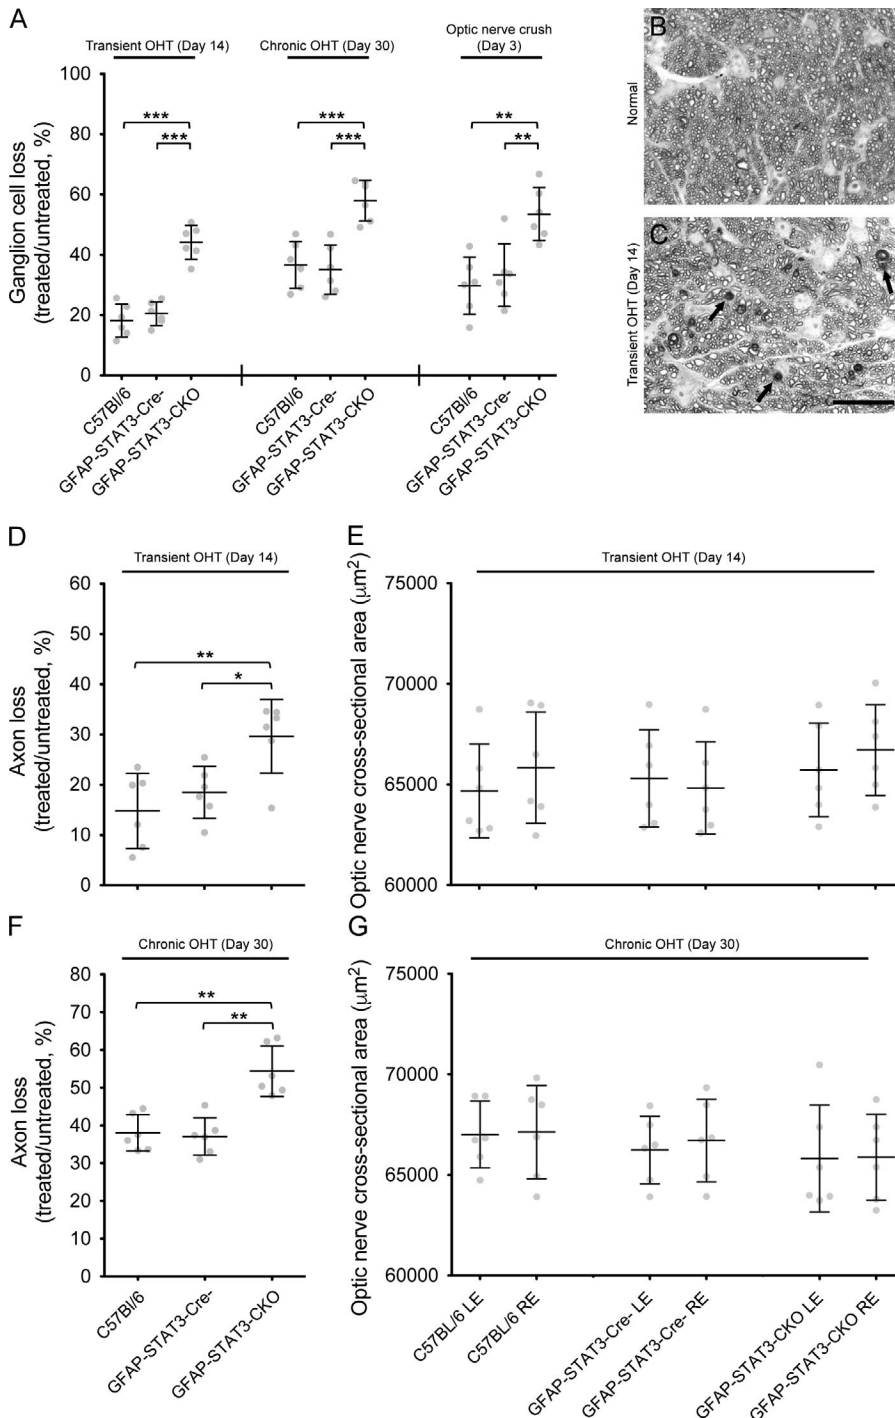 A
Transient OHT (Day 14)
Chronic OHT (Day 30)
Optic nerve crush
(Day 3)
Ganglion cell loss
(treated/untreated, %)
100
80
60
40
20
0
***
***
***
***
**
**
C57Bl/6
GFAP-STAT3-Cre-
GFAP-STAT3-CKO
C57Bl/6
GFAP-STAT3-Cre-
GFAP-STAT3-CKO
C57Bl/6
GFAP-STAT3-Cre-
GFAP-STAT3-CKO
B
Normal
C
Transient OHT (Day 14)
D
Transient OHT (Day 14)
Axon loss
(treated/untreated, %)
60
50
40
30
20
10
0
**
*
E
Transient OHT (Day 14)
Optic nerve cross-sectional area (μm²)
75000
70000
65000
60000
F
Chronic OHT (Day 30)
Axon loss
(treated/untreated, %)
80
70
60
50
40
30
20
10
0
**
**
C57Bl/6
GFAP-STAT3-Cre-
GFAP-STAT3-CKO
G
Chronic OHT (Day 30)
Optic nerve cross-sectional area (μm²)
75000
70000
65000
60000
C57BL/6 LE
C57BL/6 RE
GFAP-STAT3-Cre- LE
GFAP-STAT3-Cre- RE
GFAP-STAT3-CKO LE
GFAP-STAT3-CKO RE